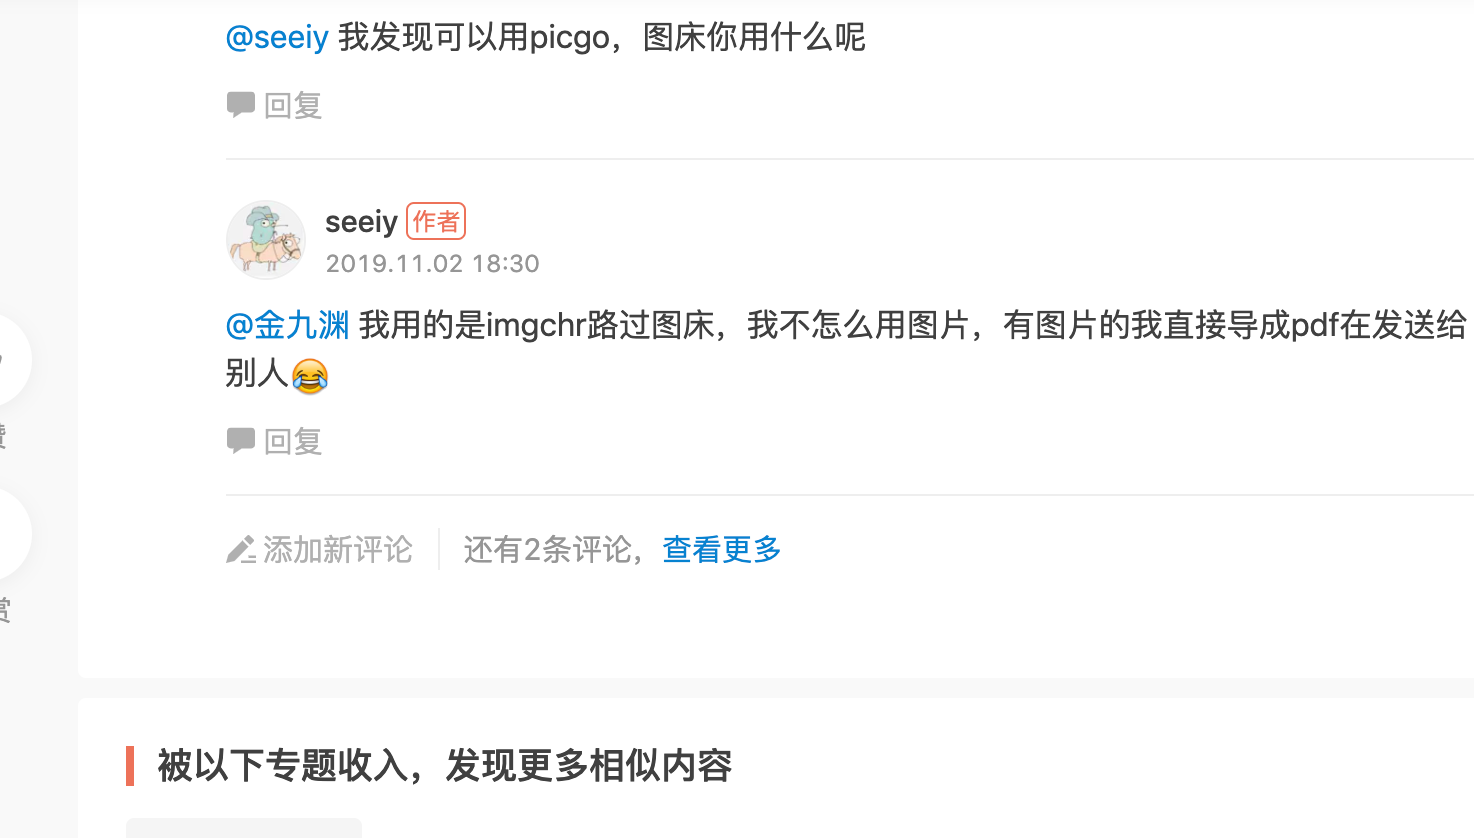 @seeiy 我发现可以用picgo，图床你用什么呢
回复
seeiy 作者
2019.11.02 18:30
@金九渊 我用的是imgchr路过图床，我不怎么用图片，有图片的我直接导成pdf在发送给
别人😂
回复
赞
添加新评论 还有2条评论，查看更多
赏
被以下专题收入，发现更多相似内容